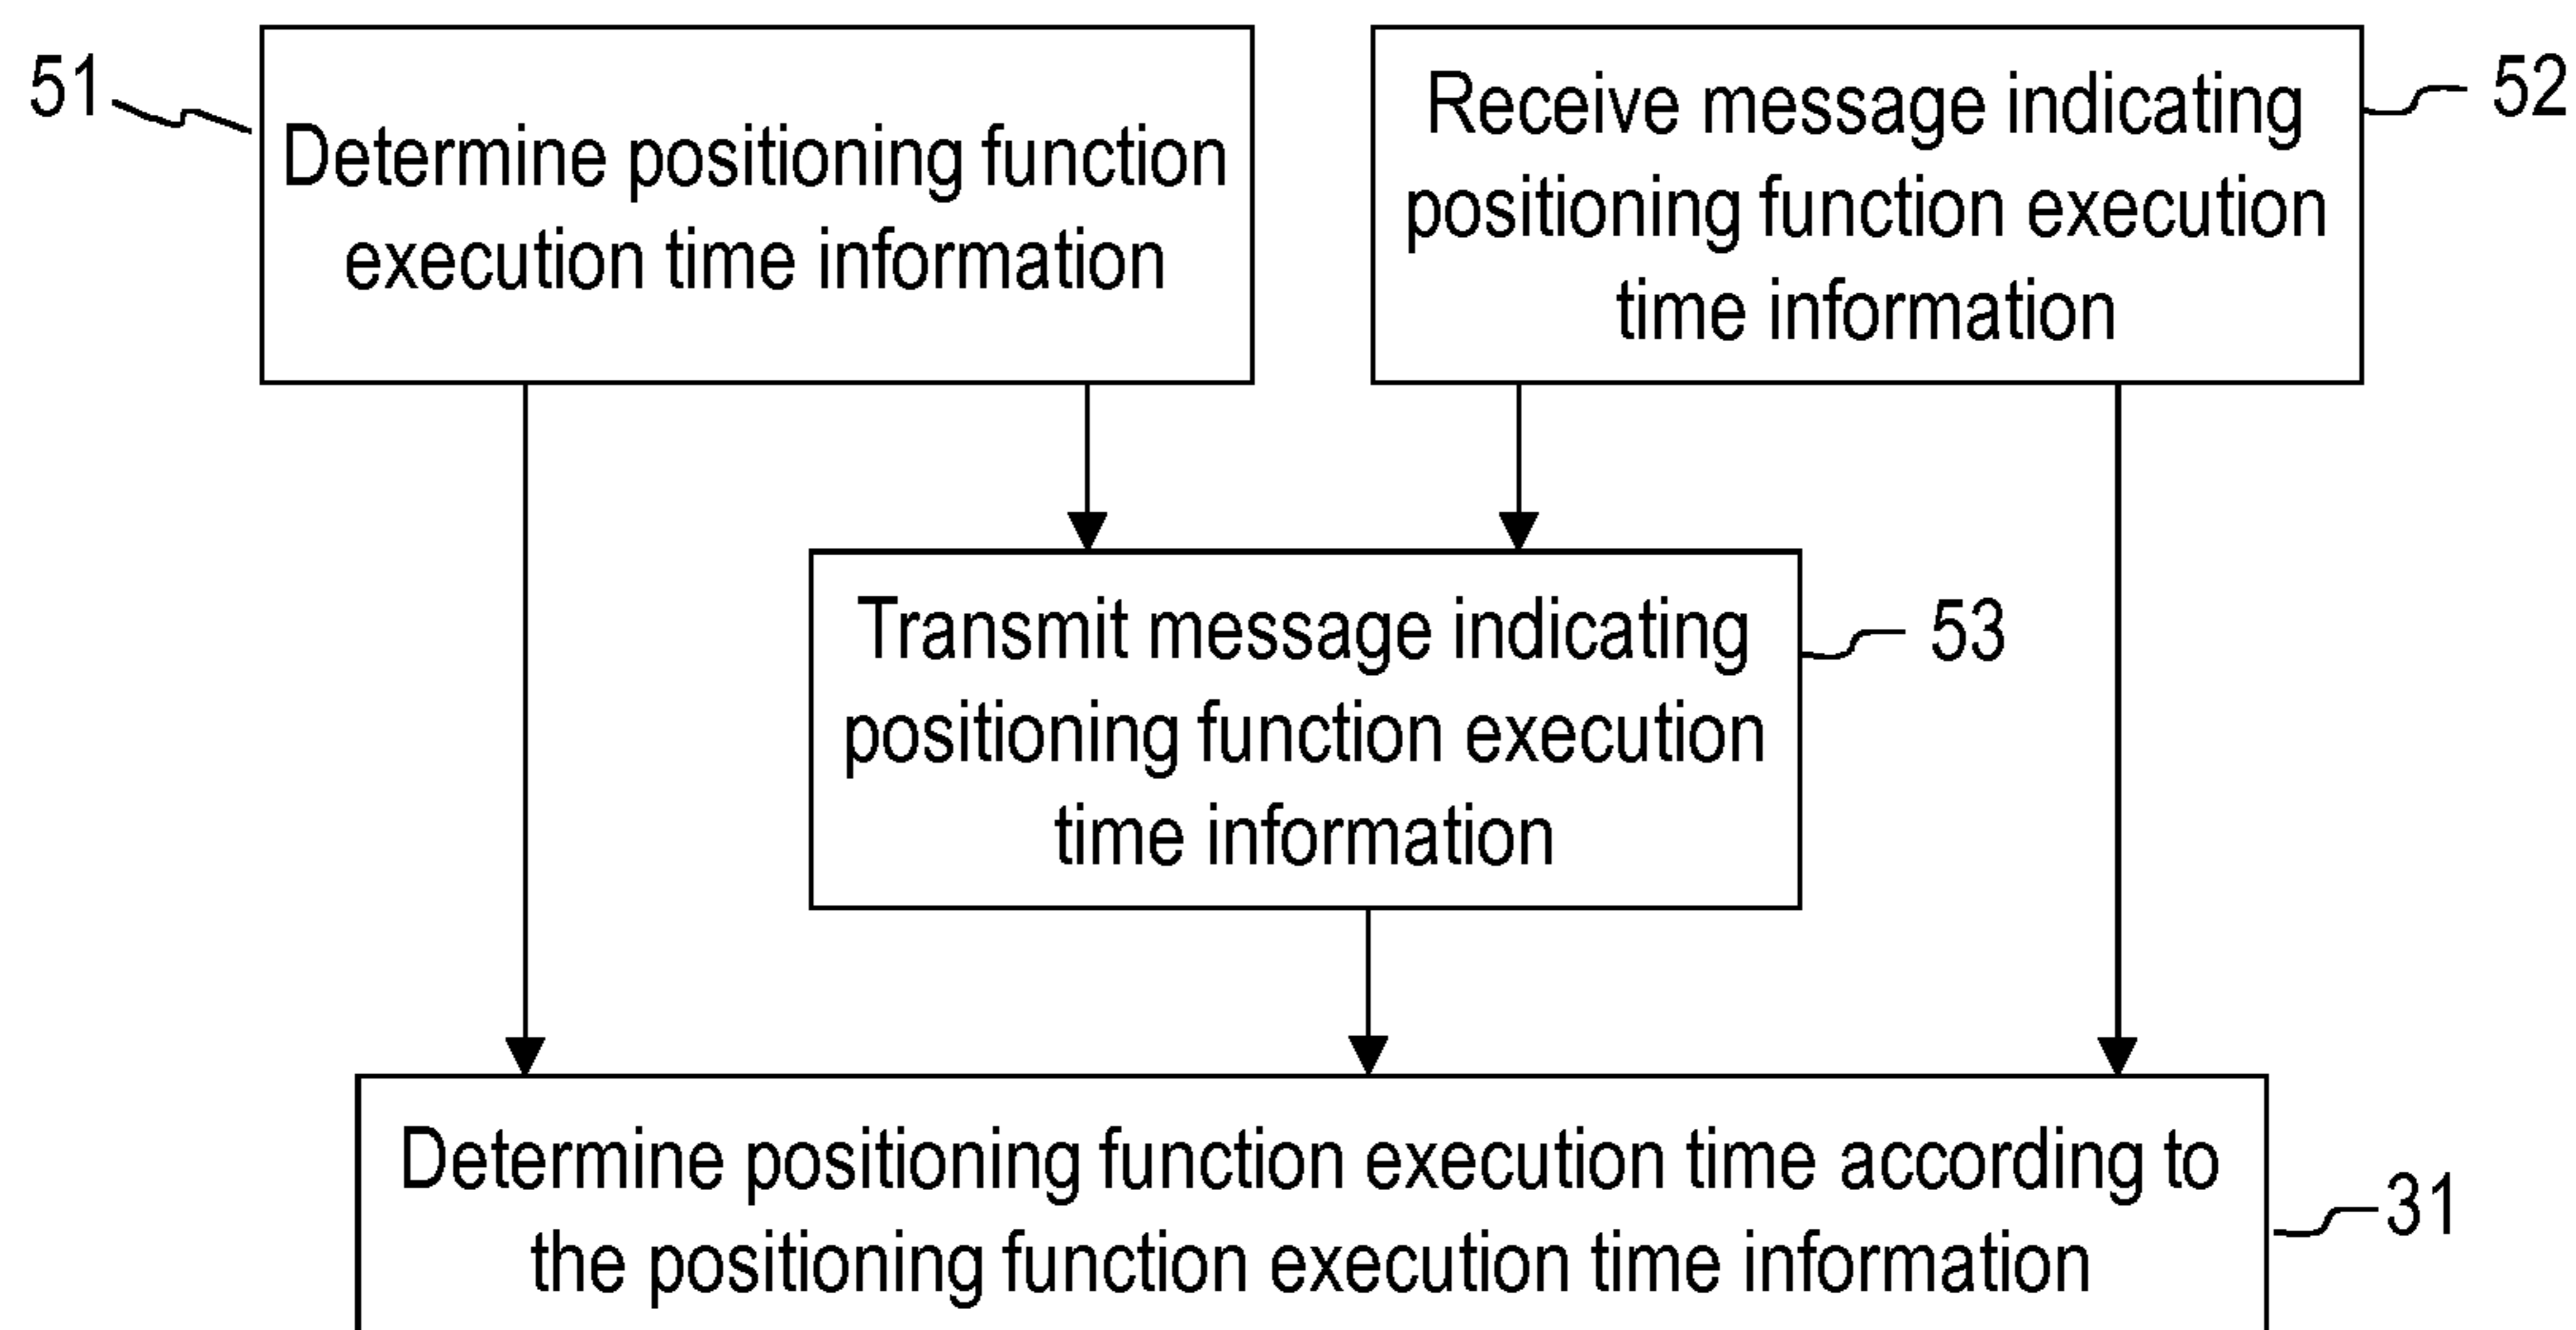 51
Determine positioning function
execution time information
Receive message indicating
positioning function execution
time information
52
Transmit message indicating
positioning function execution
time information
53
Determine positioning function execution time according to
the positioning function execution time information
31